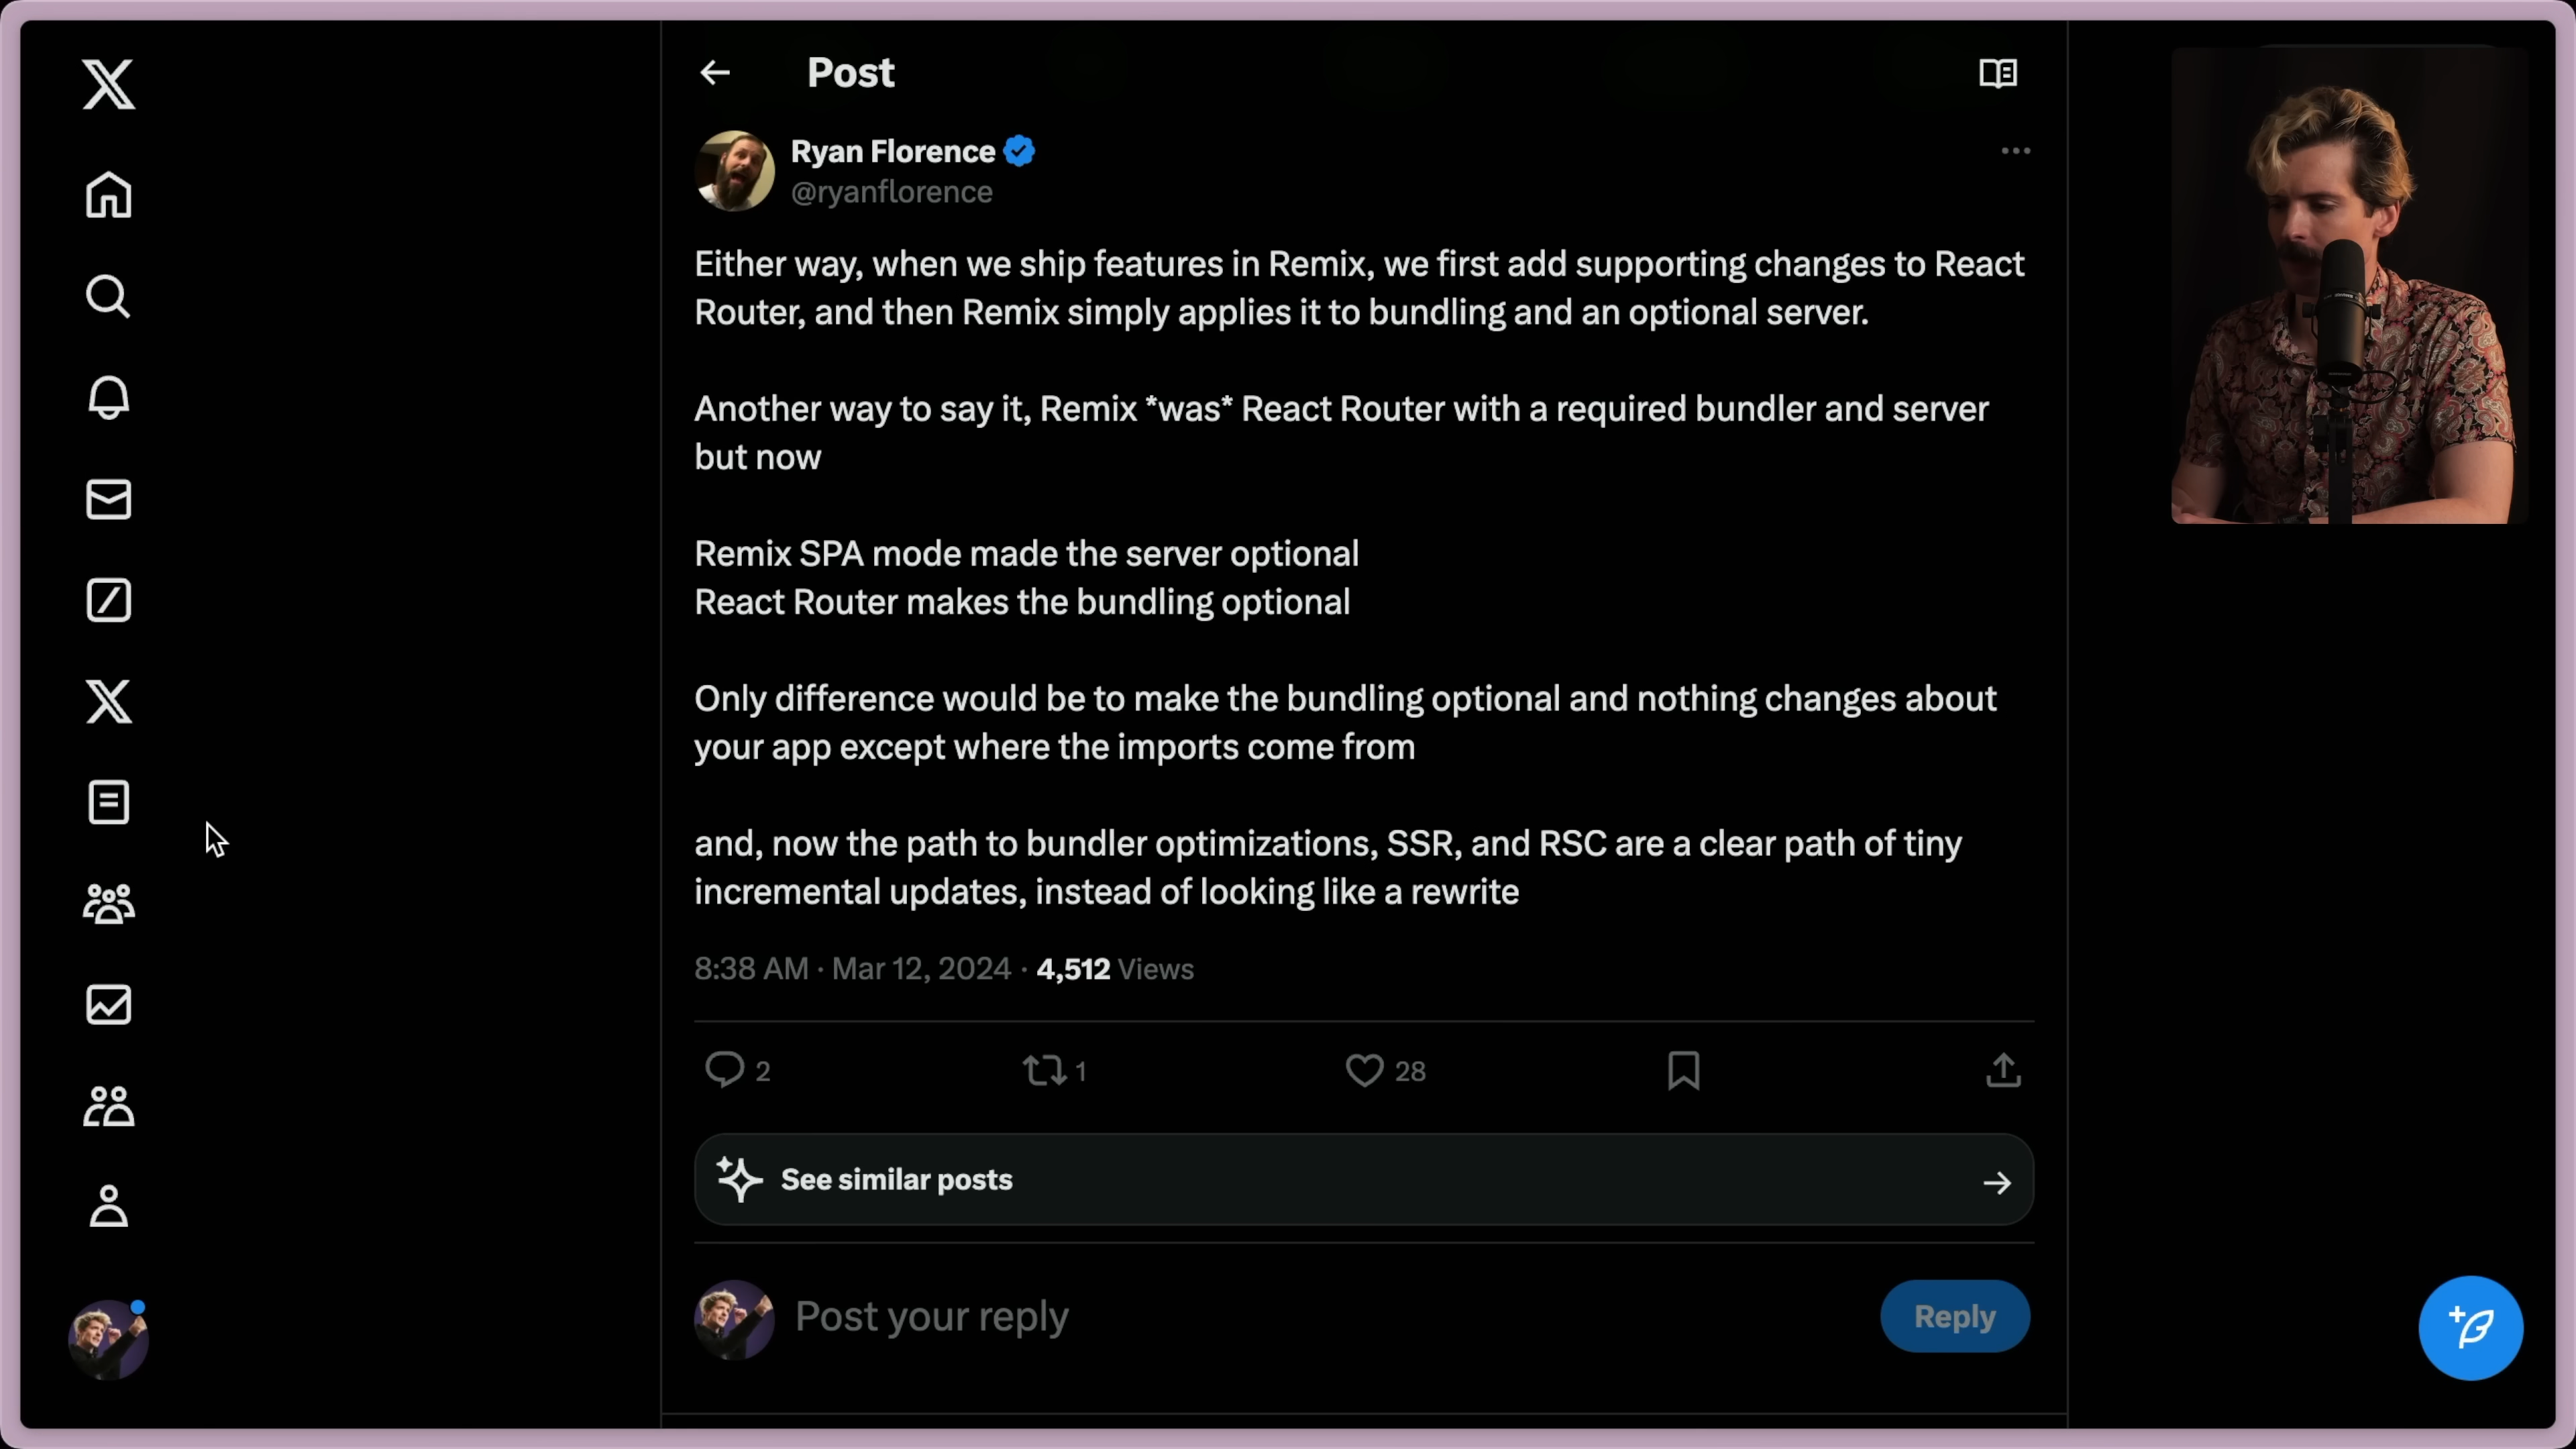 Post
Ryan Florence
@ryanflorence
Either way, when we ship features in Remix, we first add supporting changes to React
Router, and then Remix simply applies it to bundling and an optional server.
Another way to say it, Remix *was* React Router with a required bundler and server
but now
Remix SPA mode made the server optional
React Router makes the bundling optional
Only difference would be to make the bundling optional and nothing changes about
your app except where the imports come from
and, now the path to bundler optimizations, SSR, and RSC are a clear path of tiny
incremental updates, instead of looking like a rewrite
8:38 AM · Mar 12, 2024 · 4,512 Views
2 1 28
See similar posts
Post your reply
Reply